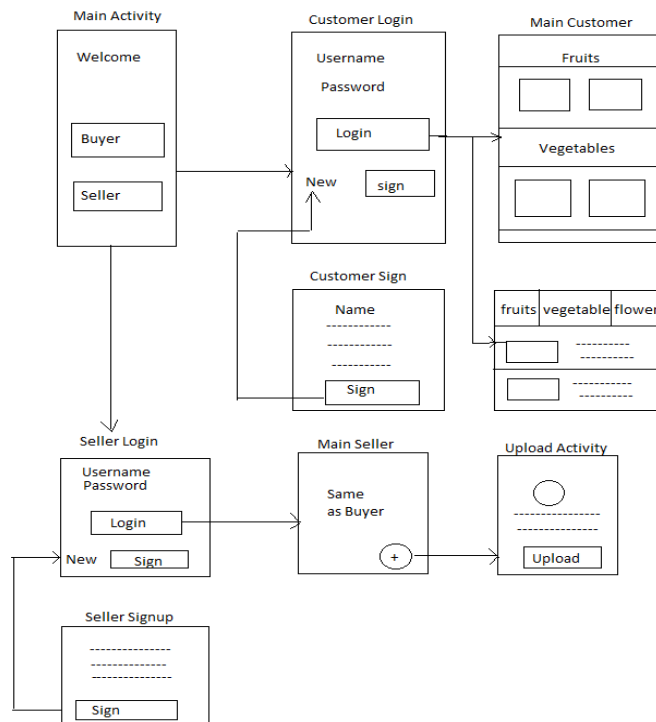 Main Activity
Welcome
Buyer
Seller
Customer Login
Username
Password
Login
New
sign
Main Customer
Fruits
Vegetables
Customer Sign
Name
Sign
fruits vegetable flower
Seller Login
Username
Password
Login
New
Sign
Main Seller
Same
as Buyer
+
Upload Activity
Upload
Seller Signup
Sign